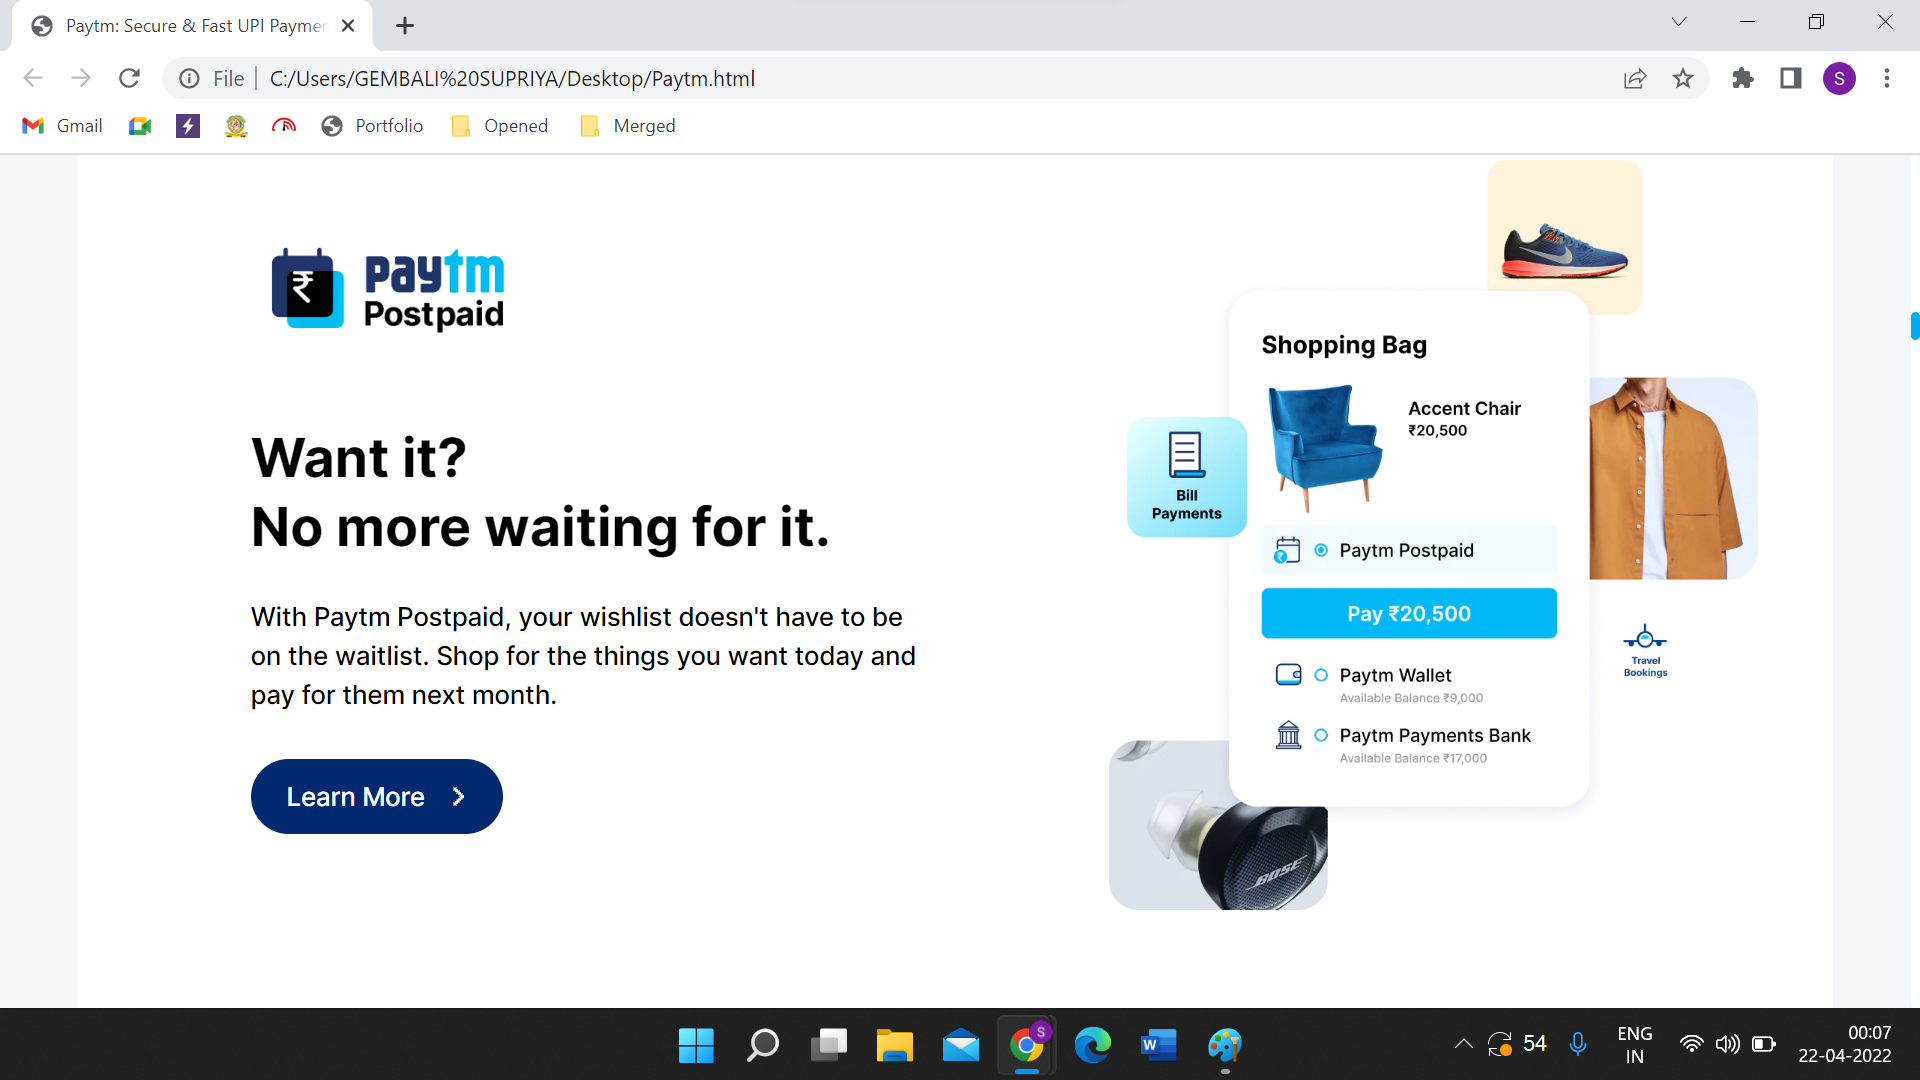 Paytm: Secure & Fast UPI Paymen
File
C:/Users/GEMBALI%20SUPRIYA/Desktop/Paytm.html
S
Gmail
Portfolio
Opened
Merged
₹
paytm
Postpaid
Want it?
No more waiting for it.
With Paytm Postpaid, your wishlist doesn't have to be
on the waitlist. Shop for the things you want today and
pay for them next month.
Learn More
Shopping Bag
Accent Chair
₹20,500
Bill
Payments
Paytm Postpaid
Pay ₹20,500
Paytm Wallet
Available Balance ₹9,000
Paytm Payments Bank
Available Balance ₹17,000
Travel
Bookings
BOSE
S
W
54
ENG
IN
00:07
22-04-2022